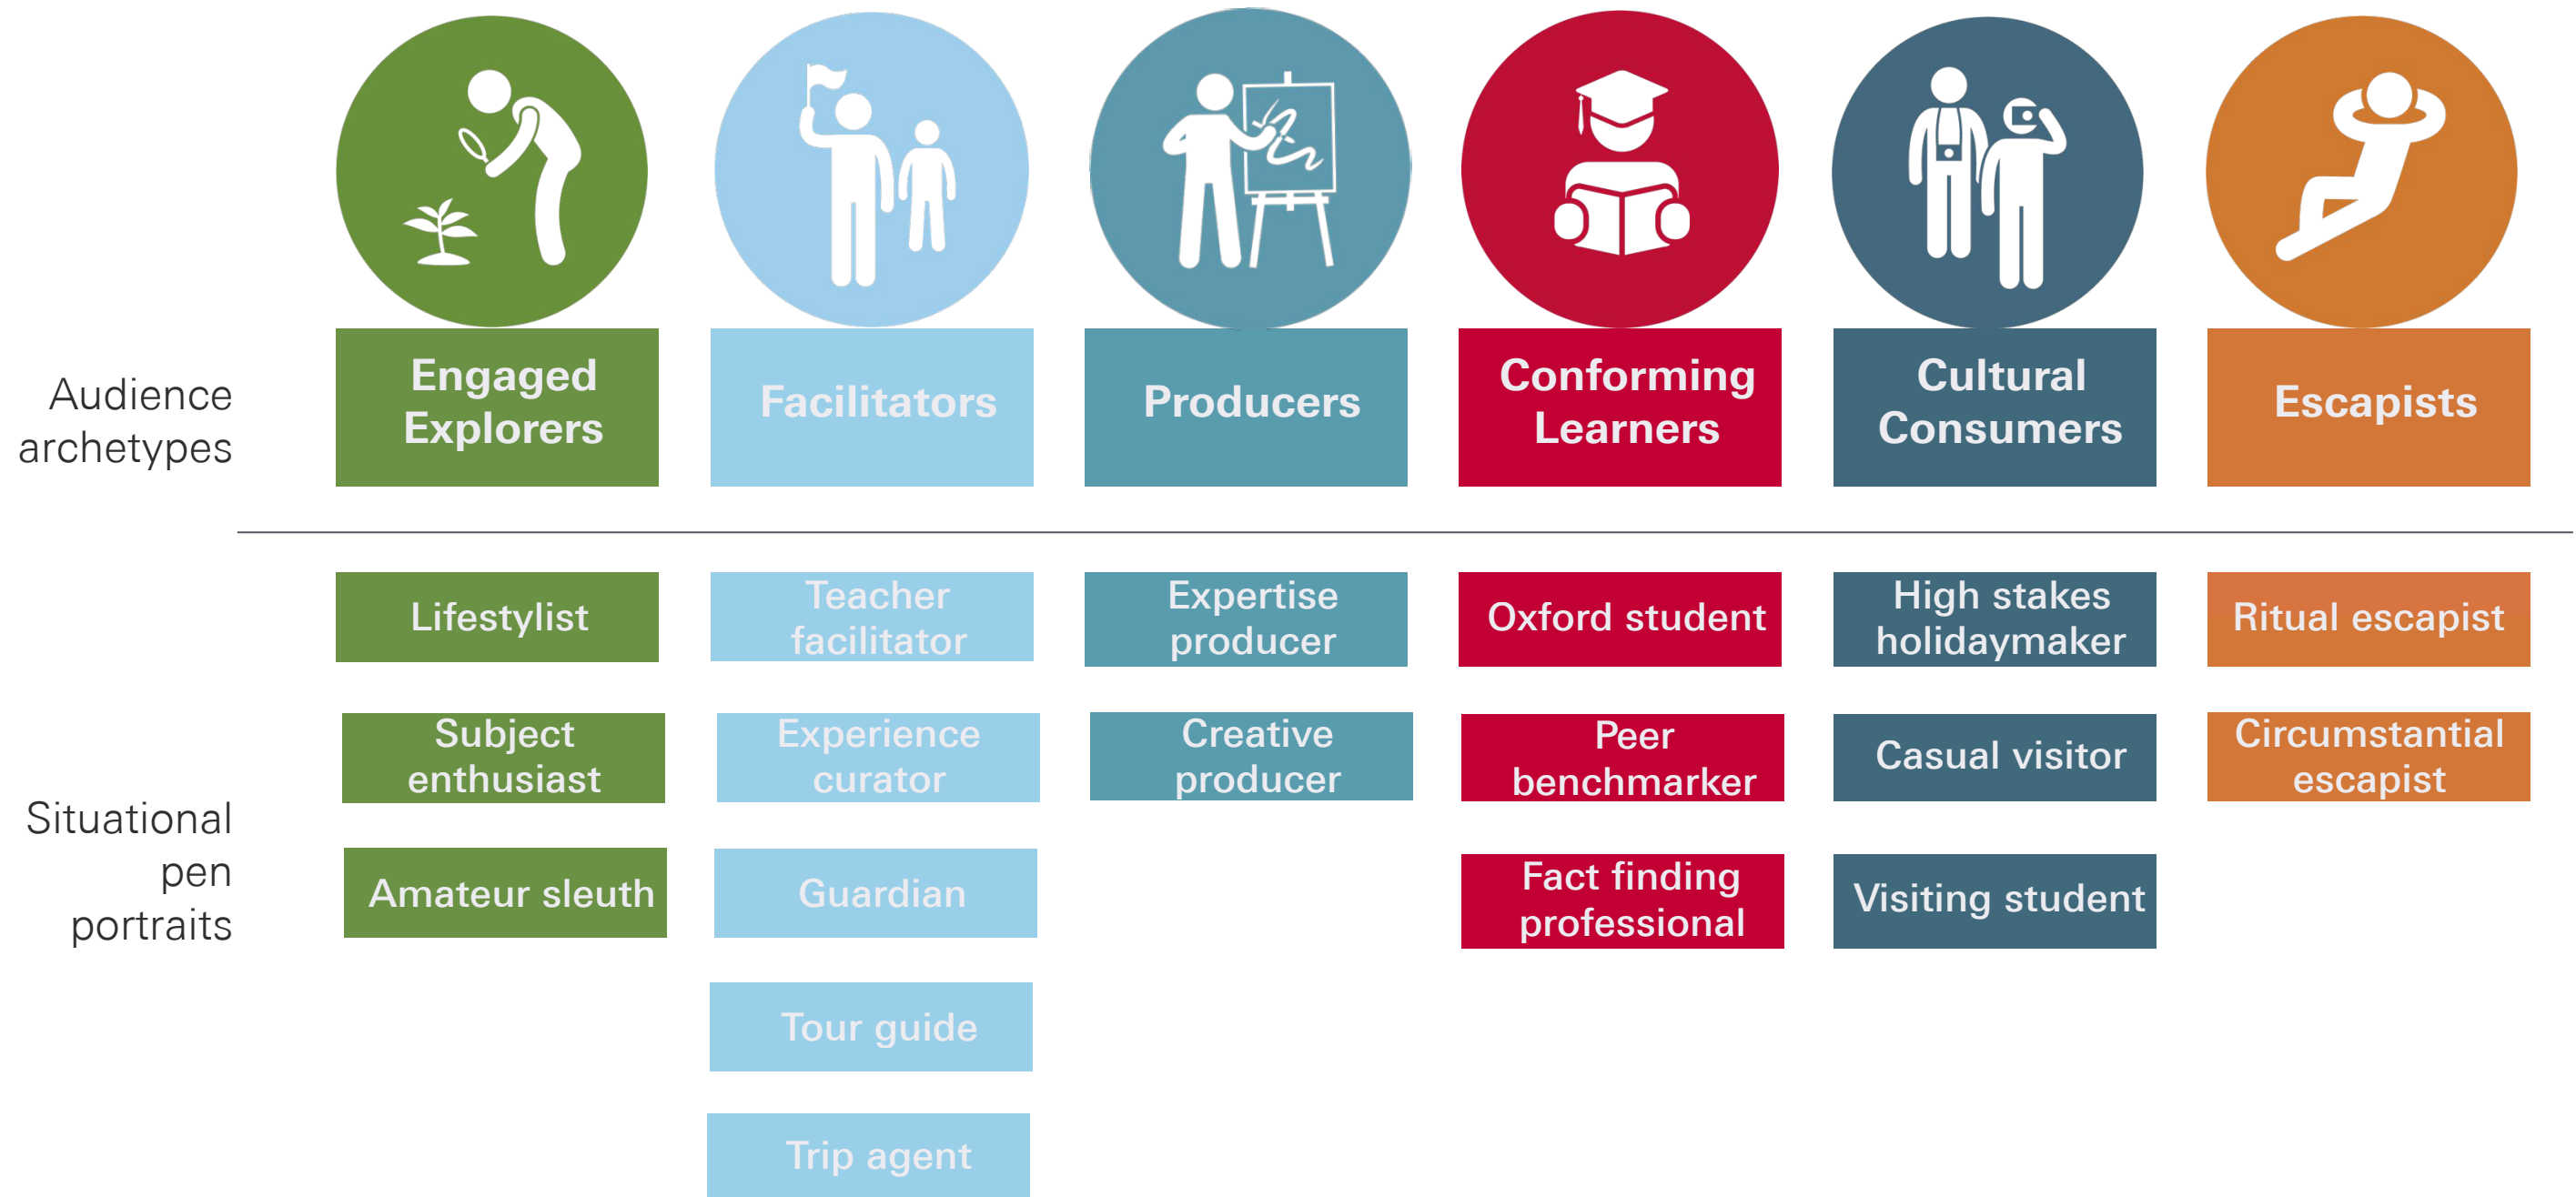 Audience
archetypes
Engaged
Explorers
Facilitators
Producers
Conforming
Learners
Cultural
Consumers
Escapists
Situational
pen
portraits
Lifestylist
Teacher
facilitator
Expertise
producer
Oxford student
High stakes
holidaymaker
Ritual escapist
Subject
enthusiast
Experience
curator
Creative
producer
Peer
benchmarker
Casual visitor
Circumstantial
escapist
Amateur sleuth
Guardian
Fact finding
professional
Visiting student
Tour guide
Trip agent